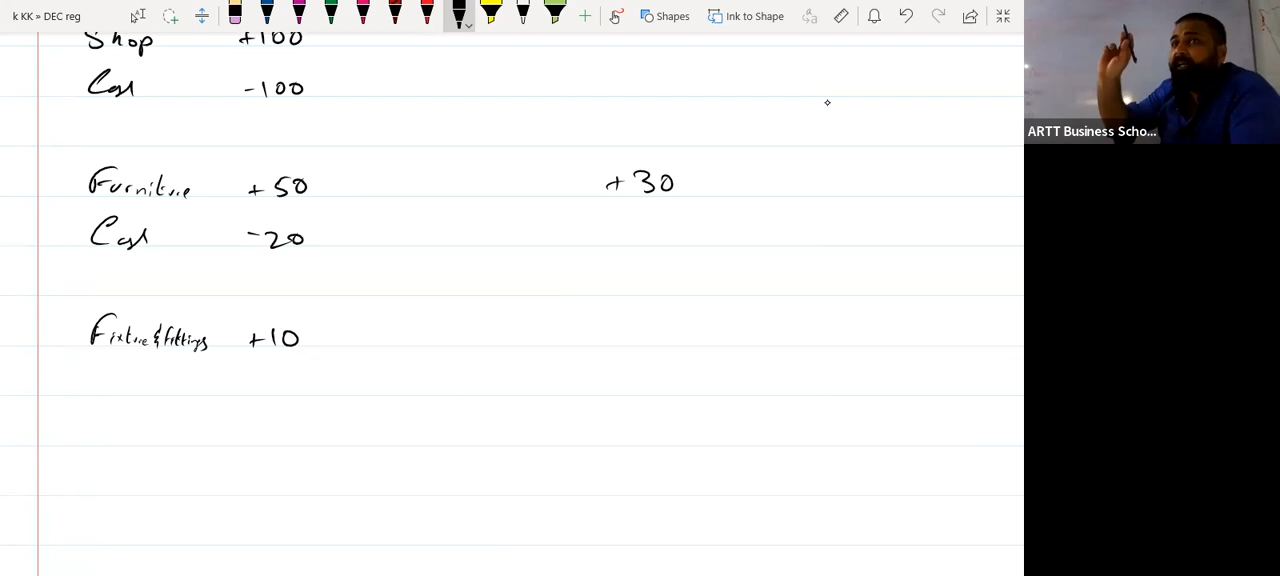 k KK » DEC reg
Shapes
Ink to Shape
Shop +100
Cash -100
ARTT Business Scho...
Furniture +50 +30
Cash -20
Fixture & fittings +10